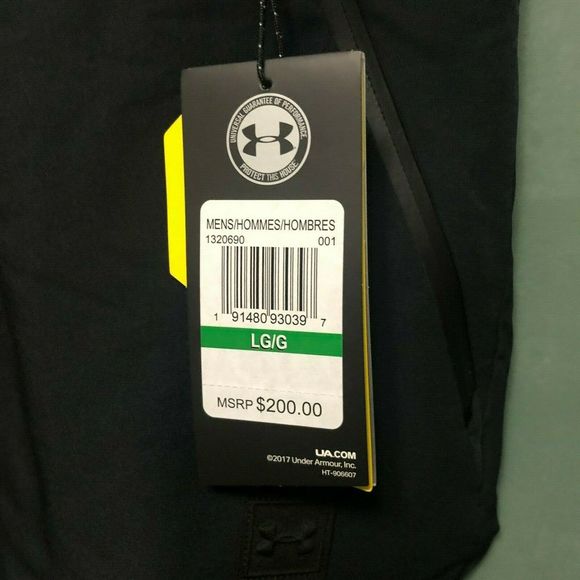 UNIVERSAL GUARANTEE OF PERFORMANCE
PROTECT THIS HOUSE
MENS/HOMMES/HOMBRES
1320690 001
1 91480 93039 7
LG/G
MSRP $200.00
UA.COM
©2017 Under Armour, Inc.
HT-906607